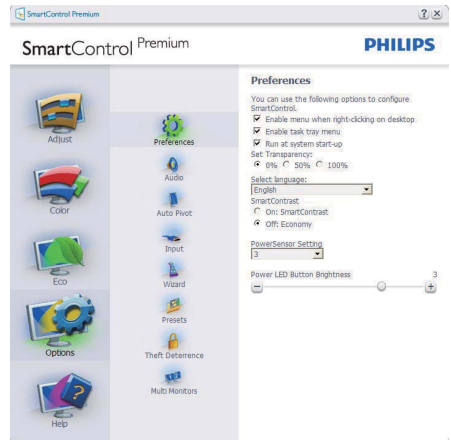 SmartControl Premium
SmartControl Premium
PHILIPS
Adjust
Color
Eco
Options
Help
Preferences
Audio
Auto Pivot
Input
Wizard
Presets
Theft Deterrence
Multi Monitors
Preferences
You can use the following options to configure
SmartControl.
Enable menu when right-clicking on desktop
Enable task tray menu
Run at system start-up
Set Transparency:
0% 50% 100%
Select language:
English
SmartContrast
On: SmartContrast
Off: Economy
PowerSensor Setting
3
Power LED Button Brightness 3